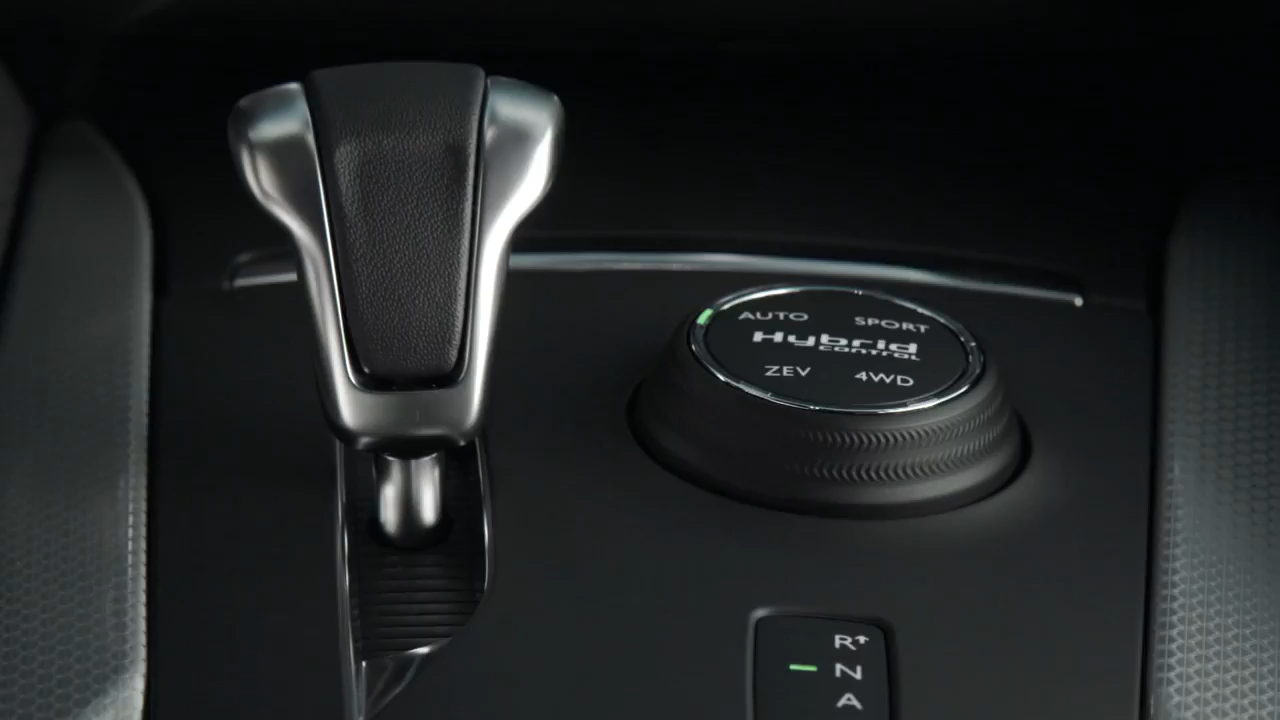 AUTO SPORT
Hybrid
CONTROL
ZEV 4WD
R↑
N
A